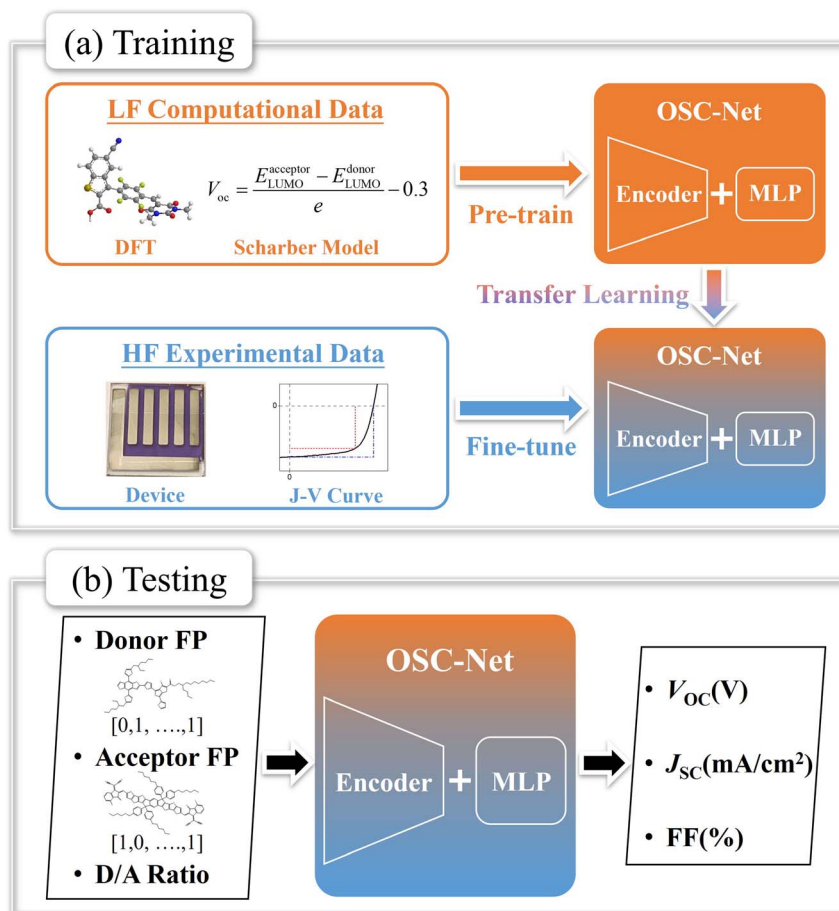 (a) Training
LF Computational Data
V_oc = (E_LUMO^acceptor − E_LUMO^donor) / e − 0.3
DFT
Scharber Model
Pre-train
OSC-Net
Encoder + MLP
Transfer Learning
HF Experimental Data
0
0
Device
J-V Curve
Fine-tune
OSC-Net
Encoder + MLP
(b) Testing
• Donor FP
[0,1, ....,1]
• Acceptor FP
[1,0, ....,1]
• D/A Ratio
OSC-Net
Encoder + MLP
• V_OC(V)
• J_SC(mA/cm²)
• FF(%)